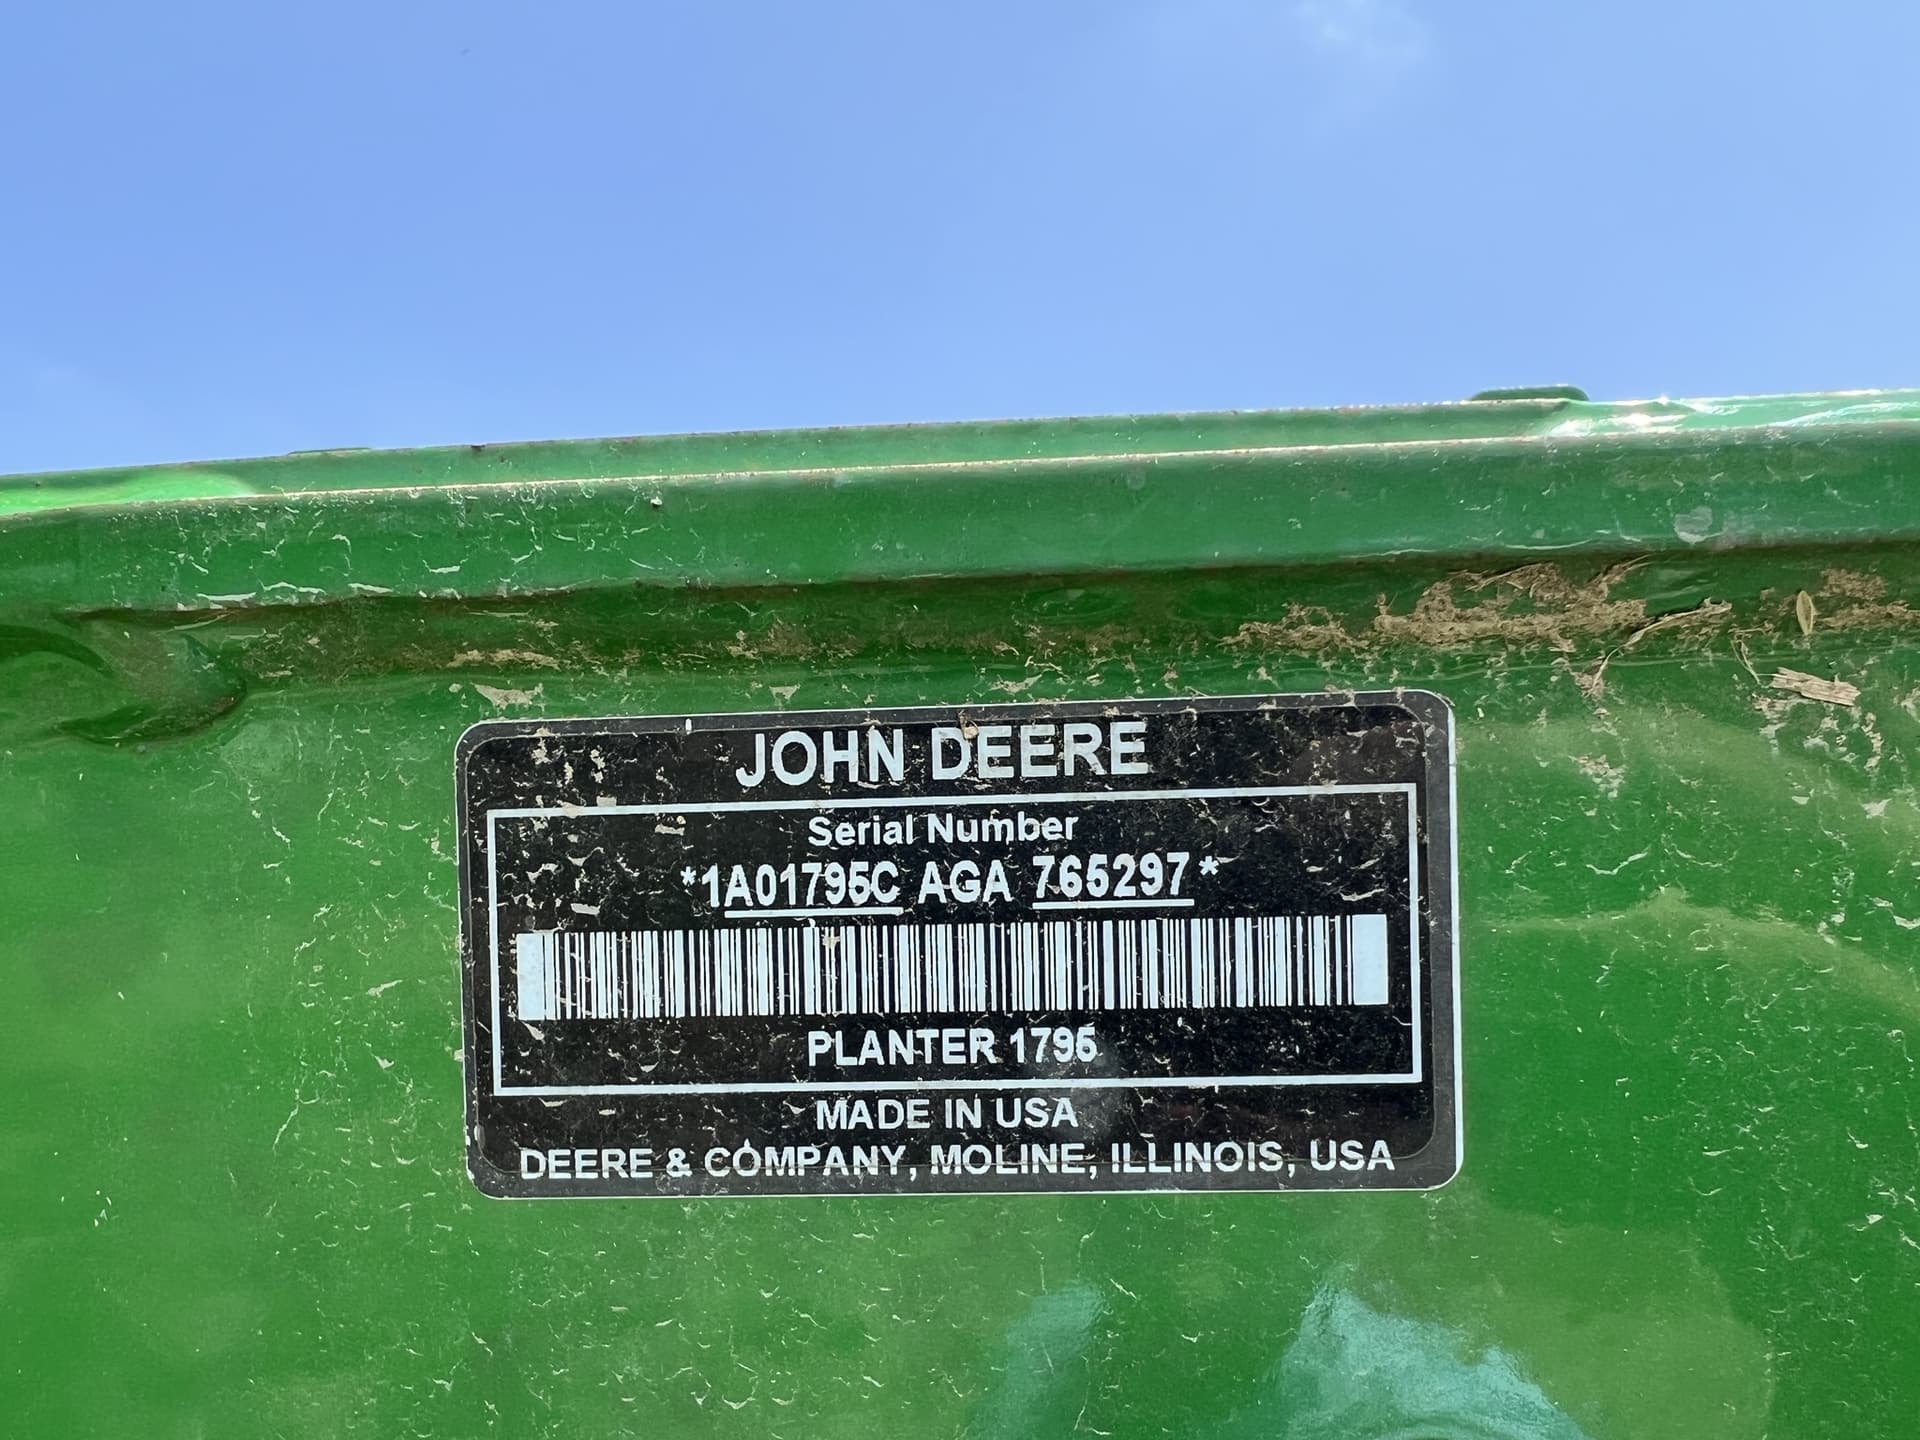 JOHN DEERE
Serial Number
*1A01795C AGA 765297*
PLANTER 1795
MADE IN USA
DEERE & COMPANY, MOLINE, ILLINOIS, USA